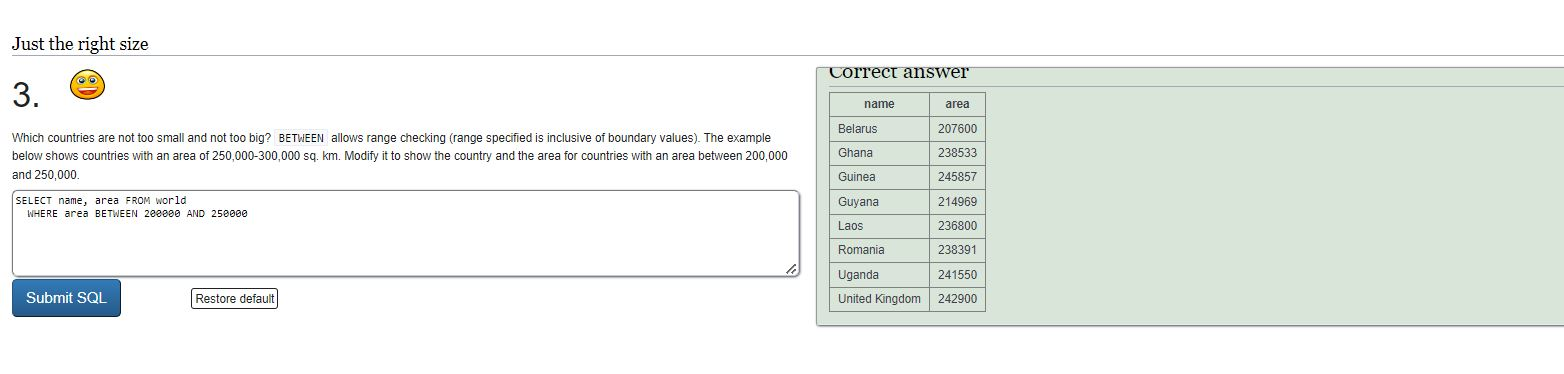 Just the right size
3.
Which countries are not too small and not too big? BETWEEN allows range checking (range specified is inclusive of boundary values). The example
below shows countries with an area of 250,000-300,000 sq. km. Modify it to show the country and the area for countries with an area between 200,000
and 250,000.
SELECT name, area FROM world
WHERE area BETWEEN 200000 AND 250000
Submit SQL
Restore default
Correct answer
name area
Belarus 207600
Ghana 238533
Guinea 245857
Guyana 214969
Laos 236800
Romania 238391
Uganda 241550
United Kingdom 242900